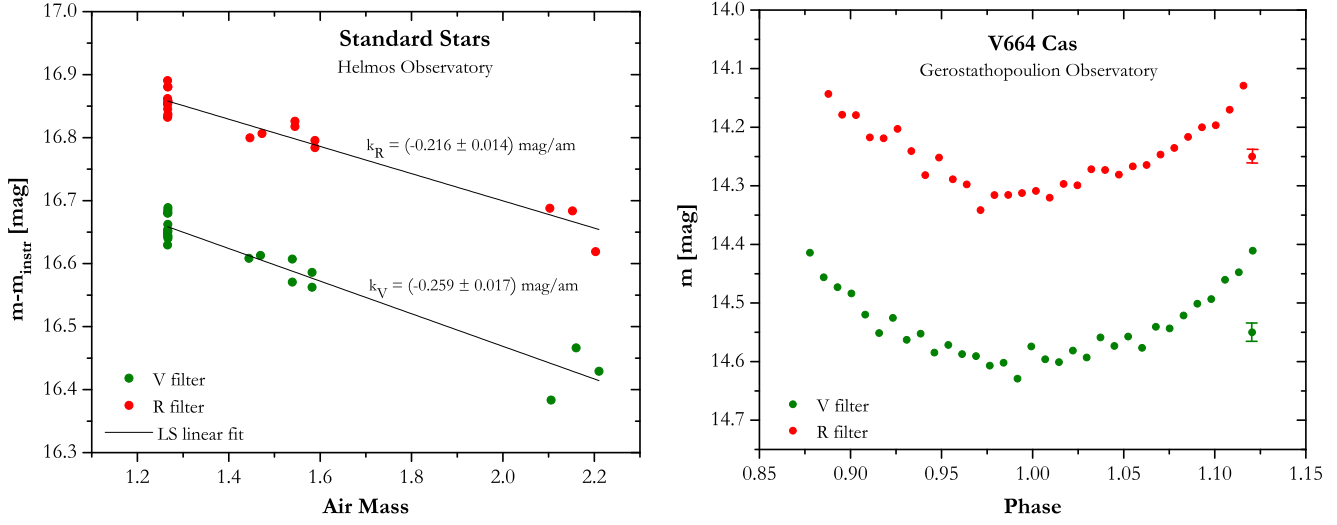 Standard Stars
Helmos Observatory
k_R = (-0.216 ± 0.014) mag/am
k_V = (-0.259 ± 0.017) mag/am
V filter
R filter
LS linear fit
17.0
16.9
16.8
16.7
16.6
16.5
16.4
16.3
m-m_instr [mag]
1.2 1.4 1.6 1.8 2.0 2.2
Air Mass
V664 Cas
Gerostathopoulion Observatory
V filter
R filter
14.0
14.1
14.2
14.3
14.4
14.5
14.6
14.7
m [mag]
0.85 0.90 0.95 1.00 1.05 1.10 1.15
Phase